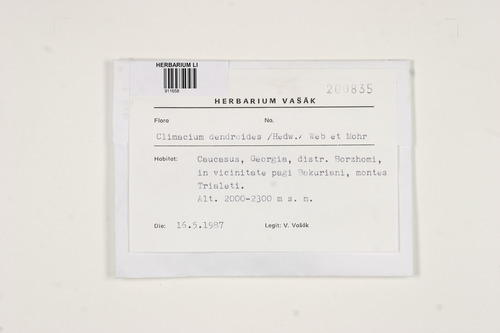 HERBARIUM LI
911658
200835
HERBARIUM VAŠÁK
Flora No.
Climacium dendroides /Hedw./ Web et Mohr
Habitat: Caucasus, Georgia, distr. Borzhomi,
in vicinitate pagi Bakuriani, montes
Trialeti.
Alt. 2000-2300 m s. m.
Die: 16.5.1987 Legit: V. Vašák